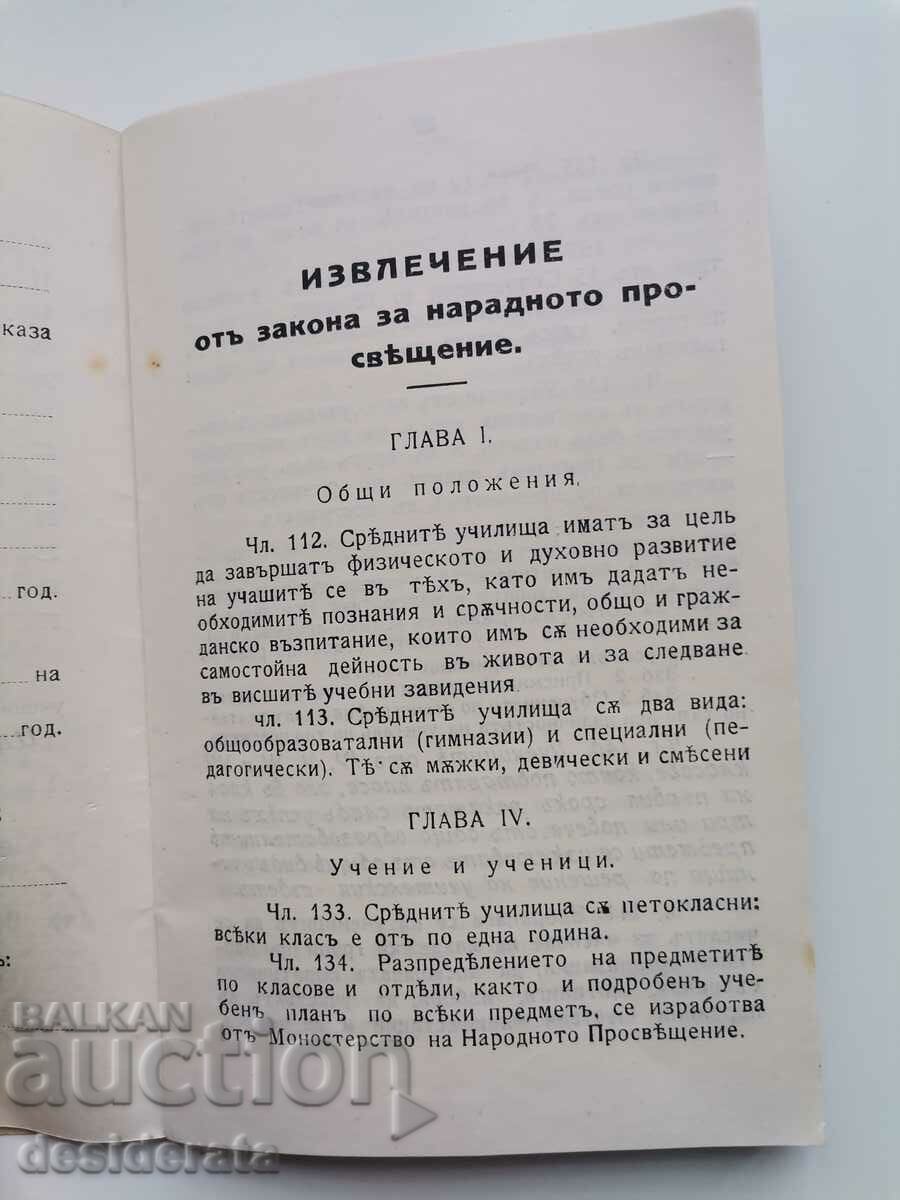 каза
год.
на
год.
ИЗВЛЕЧЕНИЕ
отъ закона за нарадното про-
свѣщение.
ГЛАВА I.
Общи положения.
Чл. 112. Срѣднитѣ училища иматъ за цель
да завършатъ физическото и духовно развитие
на учашитѣ се въ тѣхъ, като имъ дадатъ не-
обходимитѣ познания и срѫчности, общо и граж-
данско възпитание, които имъ сѫ необходими за
самостойна дейность въ живота и за следване
въ висшитѣ учебни завидения.
чл. 113. Срѣднитѣ училища сѫ два вида:
общообразоватални (гимназии) и специални (пе-
дагогически). Тѣ сѫ мѫжки, девически и смѣсени
ГЛАВА IV.
Учение и ученици.
Чл. 133. Срѣднитѣ училища сѫ петокласни:
всѣки класъ е отъ по една година.
Чл. 134. Разпредѣлението на предметитѣ
по класове и отдѣли, както и подробенъ уче-
бенъ планъ по всѣки предметъ, се изработва
отъ Моностерство на Народното Просвѣщение.
BALKAN
auction
desiderata